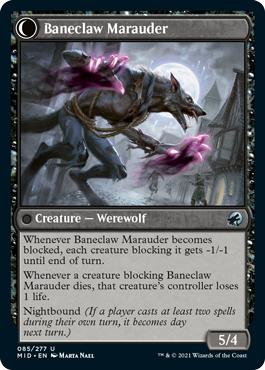 Baneclaw Marauder
Creature — Werewolf
Whenever Baneclaw Marauder becomes
blocked, each creature blocking it gets -1/-1
until end of turn.
Whenever a creature blocking Baneclaw
Marauder dies, that creature's controller loses
1 life.
Nightbound (If a player casts at least two spells
during their own turn, it becomes day
next turn.)
5/4
085/277 U
MID • EN Marta Nael
™ & © 2021 Wizards of the Coast